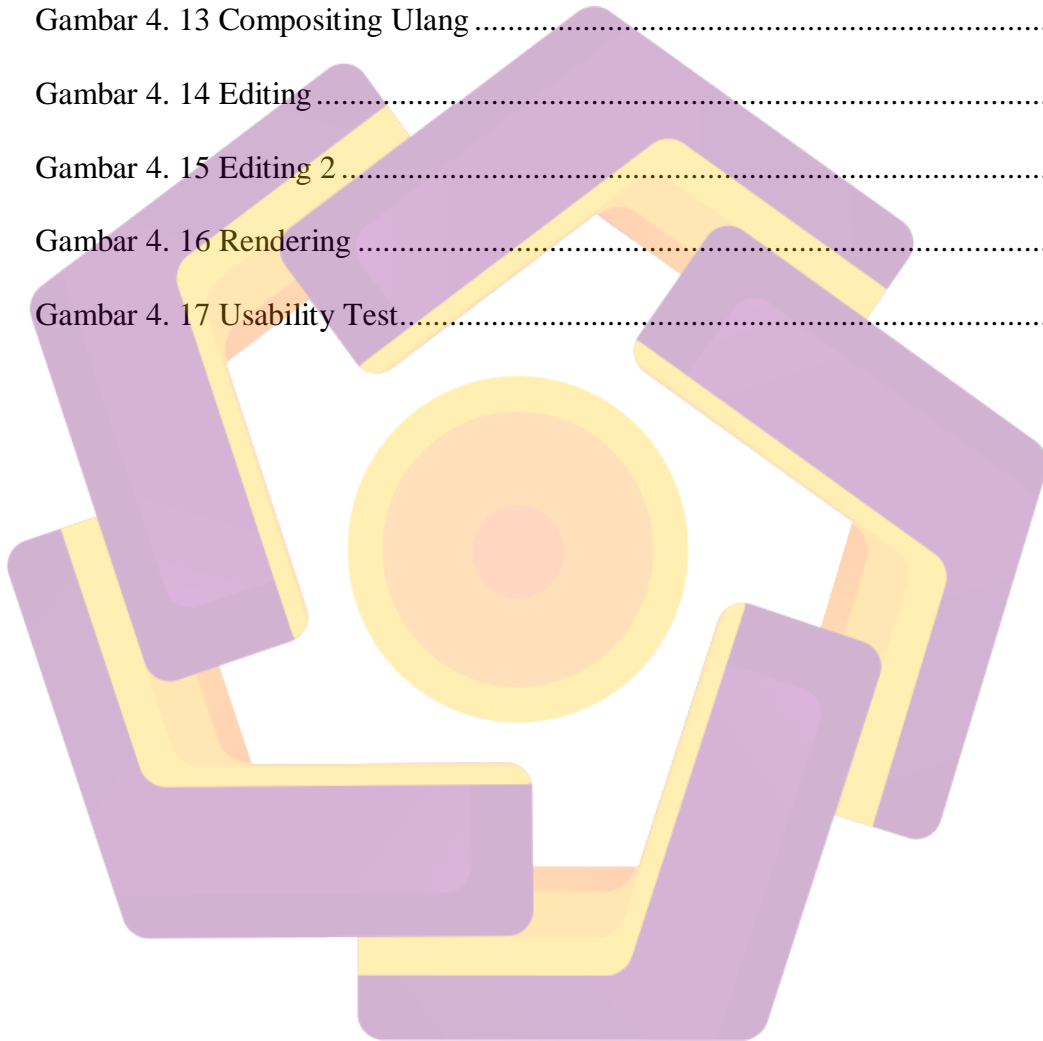 Gambar 4. 13 Compositing Ulang ..............................................................................
Gambar 4. 14 Editing ..................................................................................................
Gambar 4. 15 Editing 2 ...............................................................................................
Gambar 4. 16 Rendering .............................................................................................
Gambar 4. 17 Usability Test........................................................................................